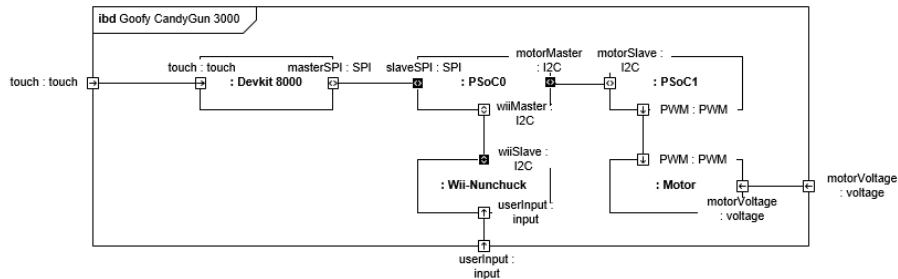 ibd Goofy CandyGun 3000
touch : touch
touch : touch
masterSPI : SPI
: Devkit 8000
slaveSPI : SPI
: PSoC0
motorMaster
: I2C
motorSlave :
I2C
: PSoC1
wiiMaster :
I2C
PWM : PWM
wiiSlave :
I2C
: Wii-Nunchuck
userInput :
input
PWM : PWM
: Motor
motorVoltage
: voltage
motorVoltage
: voltage
userInput :
input